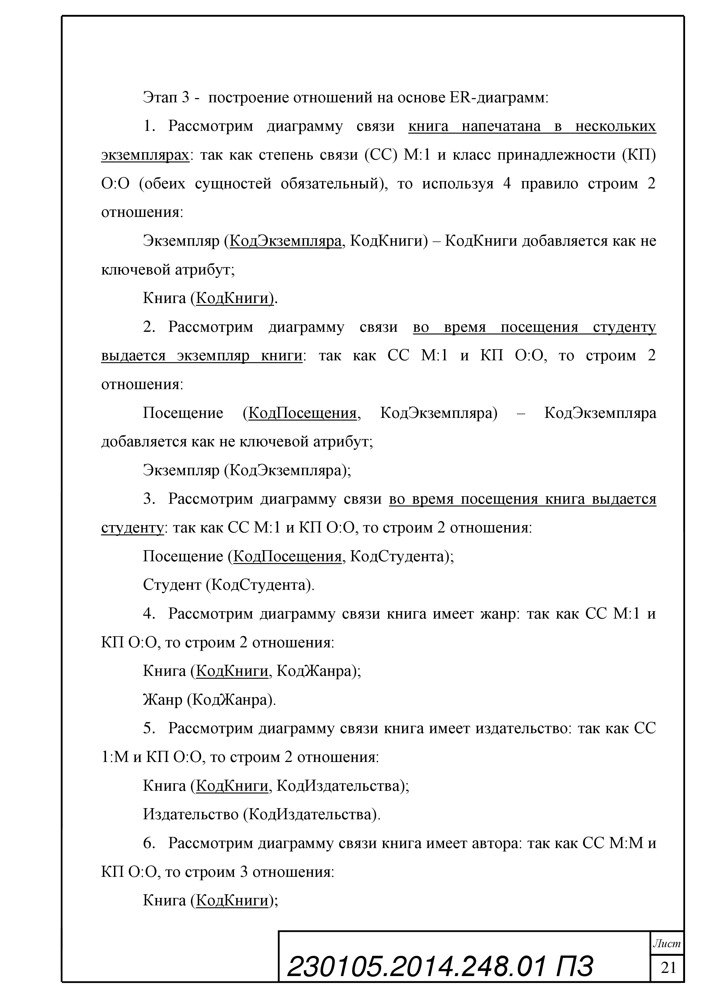 Этап 3 -  построение отношений на основе ER-диаграмм:
1. Рассмотрим диаграмму связи книга напечатана в нескольких
экземплярах: так как степень связи (СС) М:1 и класс принадлежности (КП)
О:О (обеих сущностей обязательный), то используя 4 правило строим 2
отношения:
Экземпляр (КодЭкземпляра, КодКниги) – КодКниги добавляется как не
ключевой атрибут;
Книга (КодКниги).
2. Рассмотрим диаграмму связи во время посещения студенту
выдается экземпляр книги: так как СС М:1 и КП О:О, то строим 2
отношения:
Посещение (КодПосещения, КодЭкземпляра) – КодЭкземпляра
добавляется как не ключевой атрибут;
Экземпляр (КодЭкземпляра);
3. Рассмотрим диаграмму связи во время посещения книга выдается
студенту: так как СС М:1 и КП О:О, то строим 2 отношения:
Посещение (КодПосещения, КодСтудента);
Студент (КодСтудента).
4. Рассмотрим диаграмму связи книга имеет жанр: так как СС М:1 и
КП О:О, то строим 2 отношения:
Книга (КодКниги, КодЖанра);
Жанр (КодЖанра).
5. Рассмотрим диаграмму связи книга имеет издательство: так как СС
1:М и КП О:О, то строим 2 отношения:
Книга (КодКниги, КодИздательства);
Издательство (КодИздательства).
6. Рассмотрим диаграмму связи книга имеет автора: так как СС М:М и
КП О:О, то строим 3 отношения:
Книга (КодКниги);
Лист
230105.2014.248.01 ПЗ
21